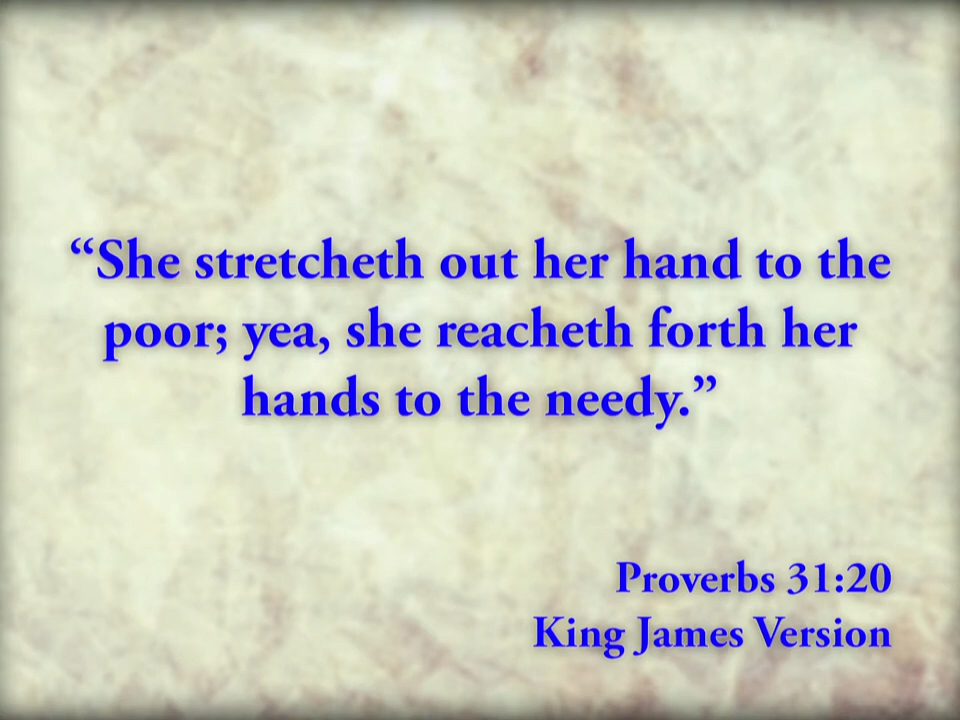 “She stretcheth out her hand to the
poor; yea, she reacheth forth her
hands to the needy.”
Proverbs 31:20
King James Version